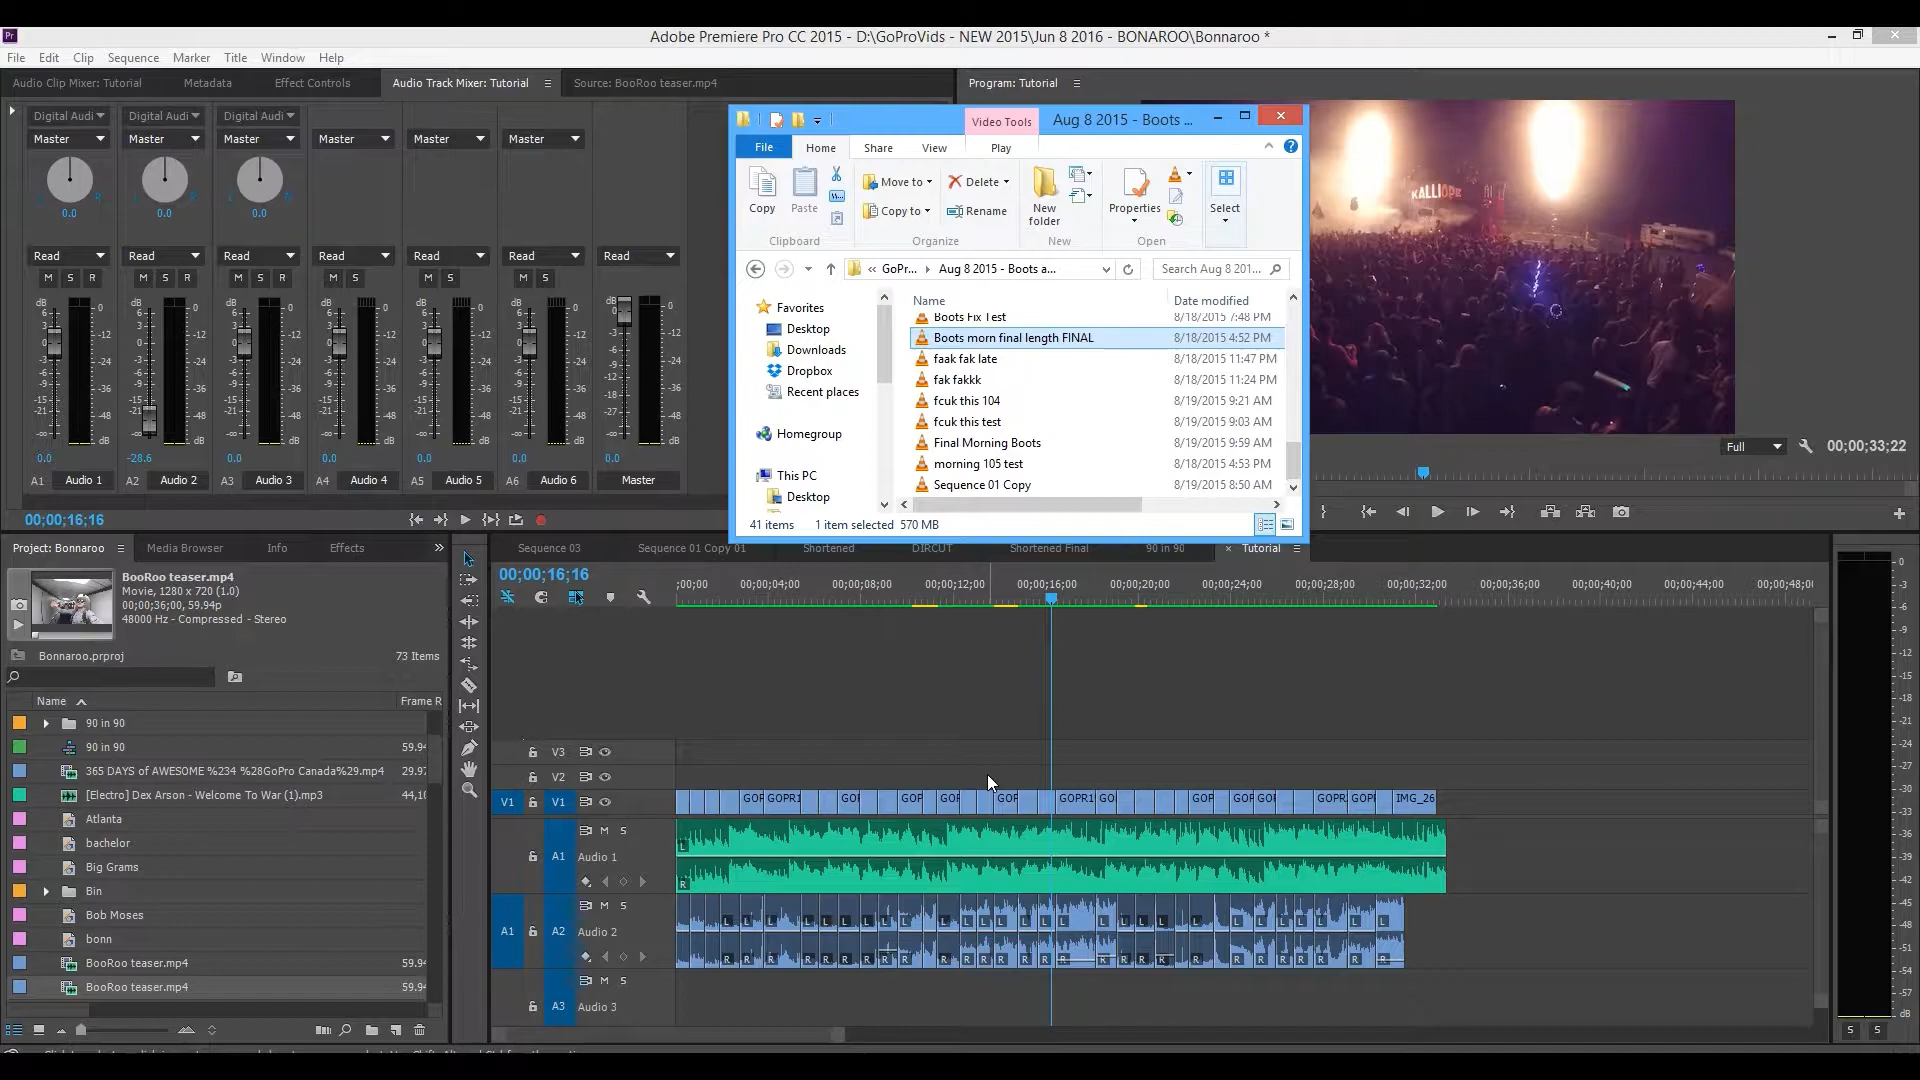 Adobe Premiere Pro CC 2015 - D:\GoProVids - NEW 2015\Jun 8 2016 - BONAROO\Bonnaroo *
File Edit Clip Sequence Marker Title Window Help
Audio Clip Mixer: Tutorial Metadata Effect Controls Audio Track Mixer: Tutorial Source: BooRoo teaser.mp4 Program: Tutorial
Digital Audi Digital Audi Digital Audi
Master Master Master Master Master Master
L R L R L R
0.0 0.0 0.0
Read Read Read Read Read Read Read
M S R M S R M S R M S M S M S
0.0 -28.6 0.0 0.0 0.0 0.0
A1 Audio 1 A2 Audio 2 A3 Audio 3 A4 Audio 4 A5 Audio 5 A6 Audio 6 Master
00;00;16;16
Video Tools Aug 8 2015 - Boots ...
File Home Share View Play
Copy Paste Move to Copy to Delete Rename New folder Properties Select
Clipboard Organize New Open
« GoPr... Aug 8 2015 - Boots a... Search Aug 8 201...
Favorites
Desktop
Downloads
Dropbox
Recent places
Homegroup
This PC
Desktop
Name Date modified
Boots Fix Test 8/18/2015 7:48 PM
Boots morn final length FINAL 8/18/2015 4:52 PM
faak fak late 8/18/2015 11:47 PM
fak fakkk 8/18/2015 11:24 PM
fcuk this 104 8/19/2015 9:21 AM
fcuk this test 8/19/2015 9:03 AM
Final Morning Boots 8/19/2015 9:59 AM
morning 105 test 8/18/2015 4:53 PM
Sequence 01 Copy 8/19/2015 8:50 AM
41 items 1 item selected 570 MB
KALLIOPE
Full 00;00;33;22
Project: Bonnaroo Media Browser Info Effects
BooRoo teaser.mp4
Movie, 1280 x 720 (1.0)
00;00;36;00, 59.94p
48000 Hz - Compressed - Stereo
Bonnaroo.prproj 73 Items
Name Frame R
90 in 90
90 in 90 59.94
365 DAYS of AWESOME %234 %28GoPro Canada%29.mp4 29.97
[Electro] Dex Arson - Welcome To War (1).mp3 44,10
Atlanta
bachelor
Big Grams
Bin
Bob Moses
bonn
BooRoo teaser.mp4 59.94
BooRoo teaser.mp4 59.94
Sequence 03 Sequence 01 Copy 01 Shortened DIRCUT Shortened Final 90 in 90 Tutorial
00;00;16;16
;00;00 00;00;04;00 00;00;08;00 00;00;12;00 00;00;16;00 00;00;20;00 00;00;24;00 00;00;28;00 00;00;32;00 00;00;36;00 00;00;40;00 00;00;44;00 00;00;48;0
V3
V2
V1 V1 GOF GOPR1 GOI GOP GOF GOF GOPR1 GO GOP GOF GOI GOPR GOPI IMG_26
M S
A1 Audio 1
M S
A1 A2 Audio 2
M S
A3 Audio 3
S S